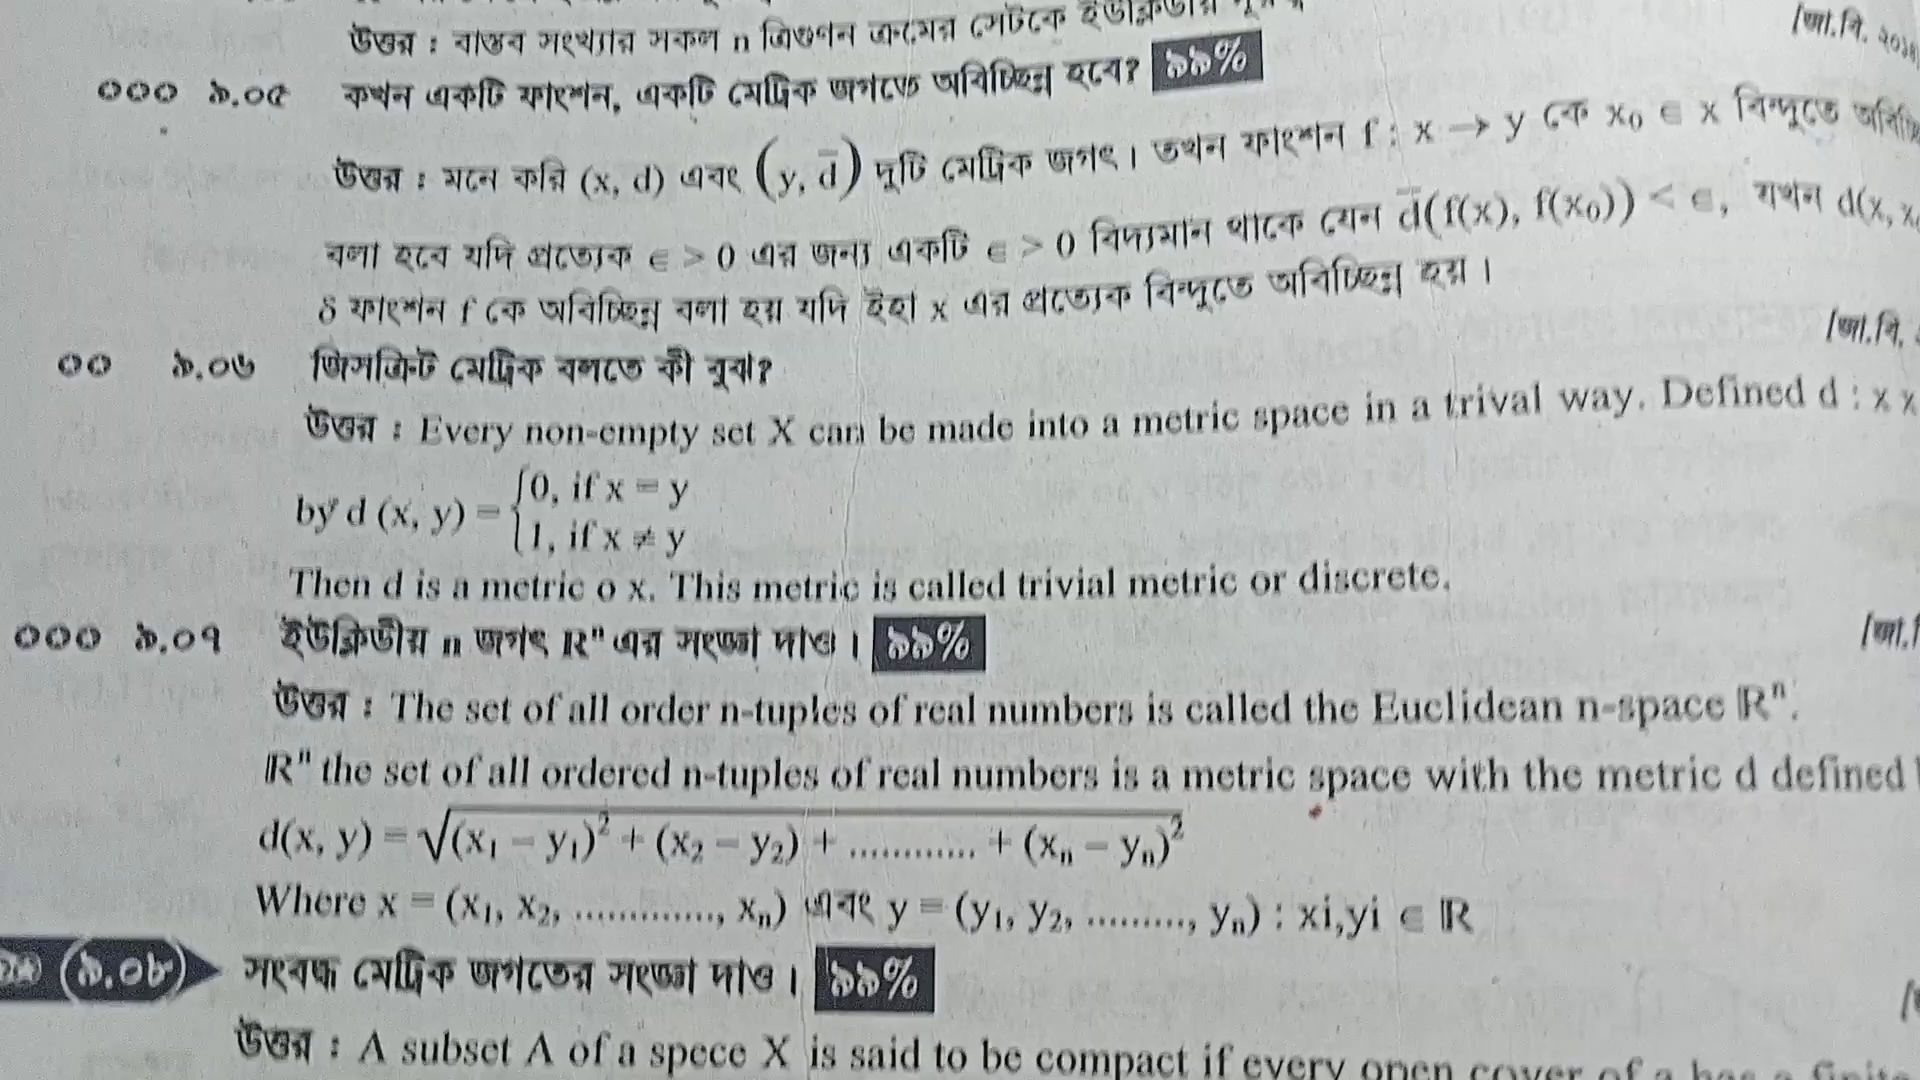 উত্তর : বাস্তব সংখ্যার সকল n ত্রিগুণন ক্রমের সেটকে ইউক্লিডীয়
[জা.বি. ২০১৪
০০০ ৯.০৫ কখন একটি ফাংশন, একটি মেট্রিক জগতে অবিচ্ছিন্ন হবে? ৯৯%
উত্তর : মনে করি (x, d) এবং (y, d̅) দুটি মেট্রিক জগৎ। তখন ফাংশন f : x → y কে x₀ ∈ x বিন্দুতে
বলা হবে যদি প্রত্যেক ∈ > 0 এর জন্য একটি ∈ > 0 বিদ্যমান থাকে যেন d̅(f(x), f(x₀)) < ∈, যখন d(x, x₀
δ ফাংশন f কে অবিচ্ছিন্ন বলা হয় যদি ইহা x এর প্রত্যেক বিন্দুতে অবিচ্ছিন্ন হয়।
[জা.বি.
০০ ৯.০৬ ডিসক্রিট মেট্রিক বলতে কী বুঝ?
উত্তর : Every non-empty set X can be made into a metric space in a trival way. Defined d : x x
by d (x, y) = {0, if x = y
1, if x ≠ y
Then d is a metric o x. This metric is called trivial metric or discrete.
০০০ ৯.০৭ ইউক্লিডীয় n জগৎ ℝⁿ এর সংজ্ঞা দাও। ৯৯%
[জা.বি
উত্তর : The set of all order n-tuples of real numbers is called the Euclidean n-space ℝⁿ.
ℝⁿ the set of all ordered n-tuples of real numbers is a metric space with the metric d defined
d(x, y) = √(x₁ – y₁)² + (x₂ – y₂) + ............ + (xₙ – yₙ)²
Where x = (x₁, x₂, ............., xₙ) এবং y = (y₁, y₂, ........., yₙ) : xi,yi ∈ ℝ
(৯.০৮) সংবদ্ধ মেট্রিক জগতের সংজ্ঞা দাও। ৯৯%
উত্তর : A subset A of a spece X is said to be compact if every open cover of a has a finite